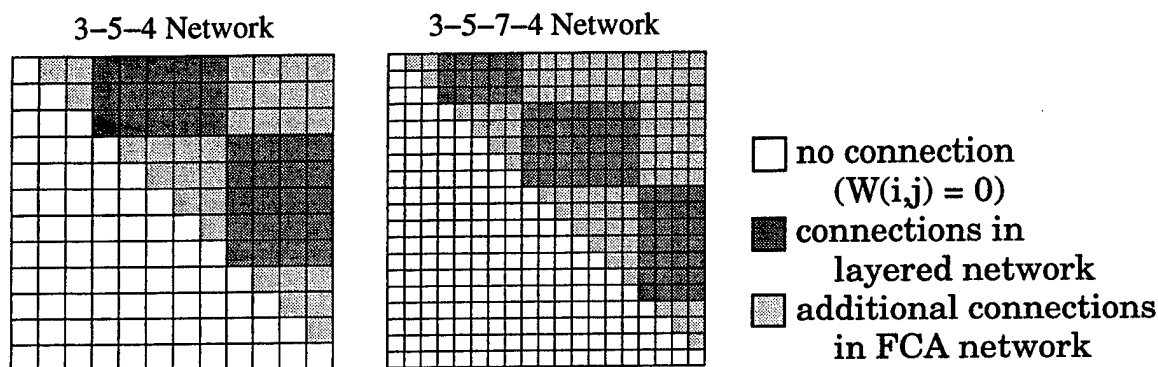 3–5–4 Network
3–5–7–4 Network
no connection
(W(i,j) = 0)
connections in
layered network
additional connections
in FCA network